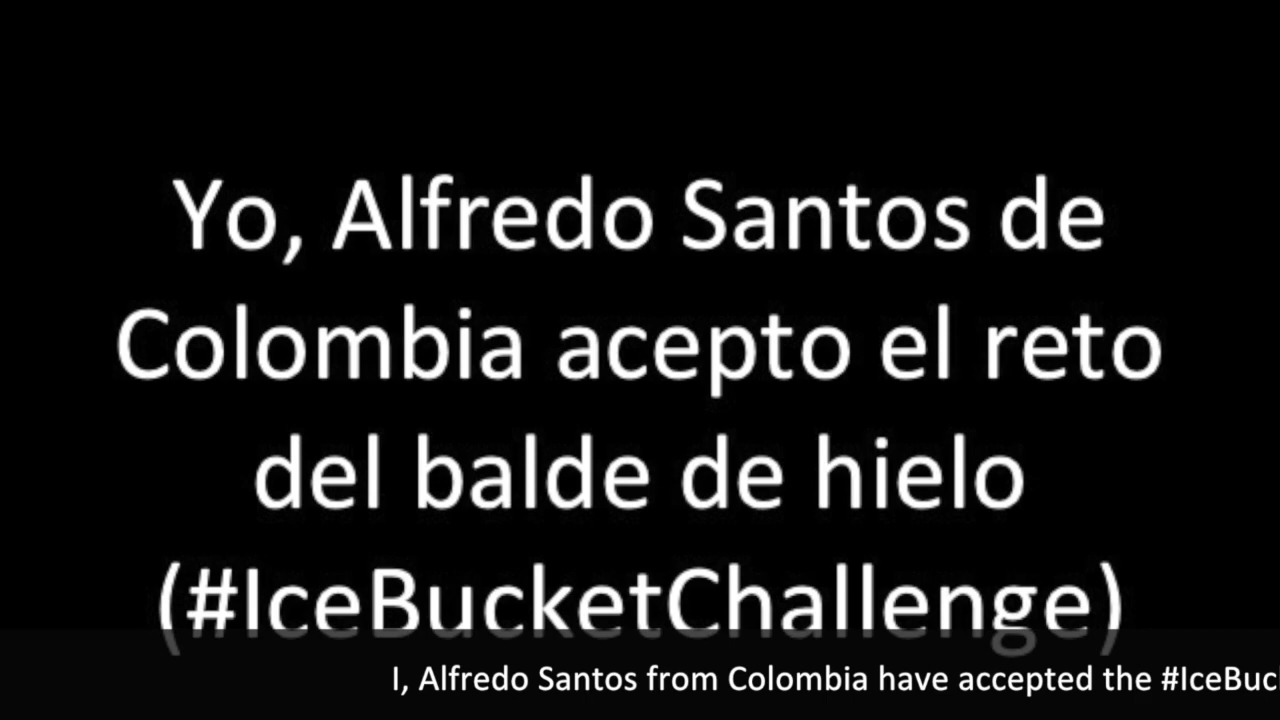 Yo, Alfredo Santos de
Colombia acepto el reto
del balde de hielo
(#IceBucketChallenge)
I, Alfredo Santos from Colombia have accepted the #IceBuc